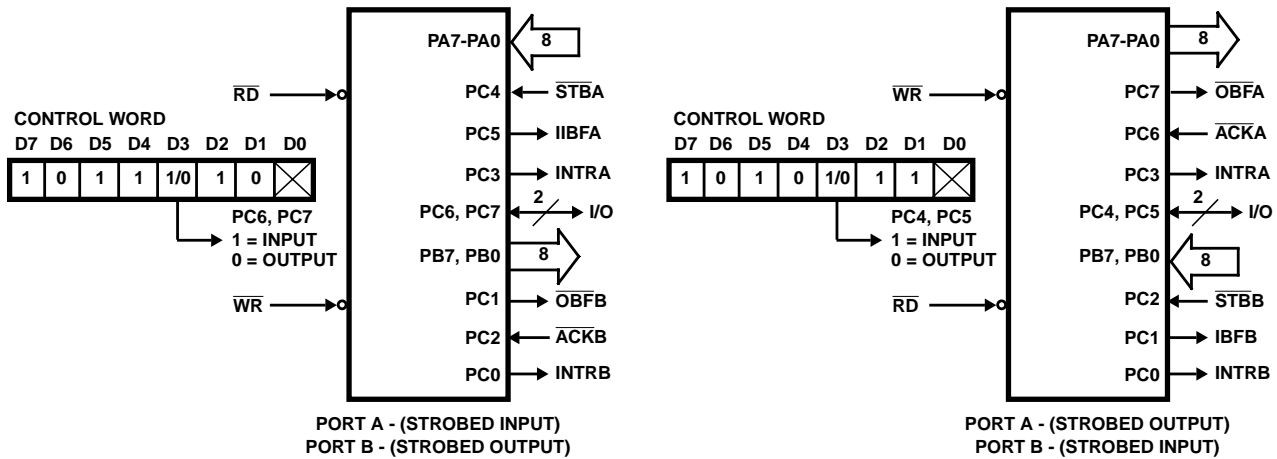 PA7-PA0
8
RD
PC4
STBA
CONTROL WORD
D7 D6 D5 D4 D3 D2 D1 D0
1 0 1 1 1/0 1 0
PC5
IIBFA
PC3
INTRA
PC6, PC7
1 = INPUT
0 = OUTPUT
PC6, PC7
2
I/O
PB7, PB0
8
WR
PC1
OBFB
PC2
ACKB
PC0
INTRB
PORT A - (STROBED INPUT)
PORT B - (STROBED OUTPUT)
PA7-PA0
8
WR
PC7
OBFA
CONTROL WORD
D7 D6 D5 D4 D3 D2 D1 D0
1 0 1 0 1/0 1 1
PC6
ACKA
PC3
INTRA
PC4, PC5
1 = INPUT
0 = OUTPUT
PC4, PC5
2
I/O
PB7, PB0
8
RD
PC2
STBB
PC1
IBFB
PC0
INTRB
PORT A - (STROBED OUTPUT)
PORT B - (STROBED INPUT)